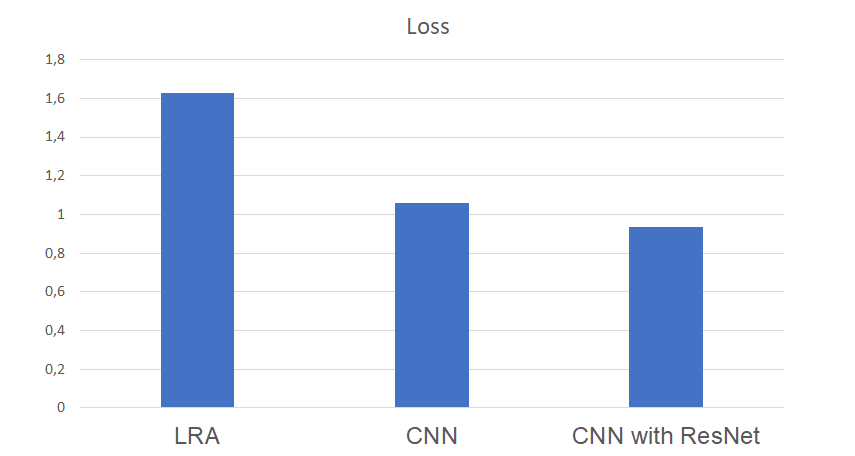 Loss
1,8
1,6
1,4
1,2
1
0,8
0,6
0,4
0,2
0
LRA
CNN
CNN with ResNet